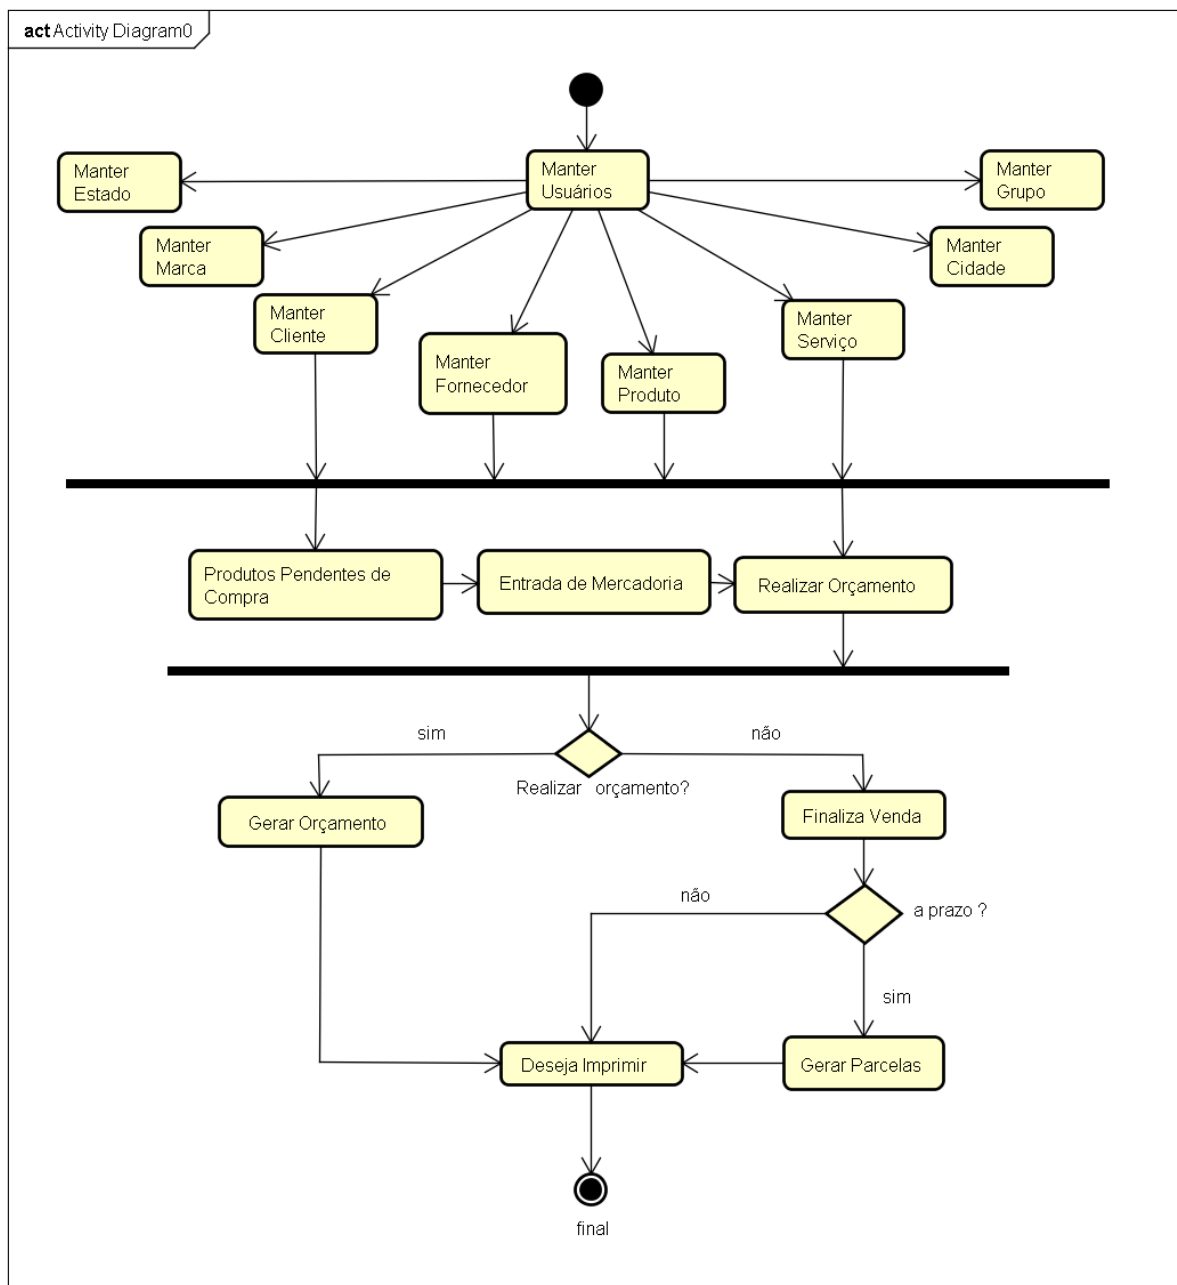 act Activity Diagram0
Manter
Estado
Manter
Usuários
Manter
Grupo
Manter
Marca
Manter
Cidade
Manter
Cliente
Manter
Serviço
Manter
Fornecedor
Manter
Produto
Produtos Pendentes de
Compra
Entrada de Mercadoria
Realizar Orçamento
sim
não
Realizar orçamento?
Gerar Orçamento
Finaliza Venda
não
a prazo ?
sim
Deseja Imprimir
Gerar Parcelas
final